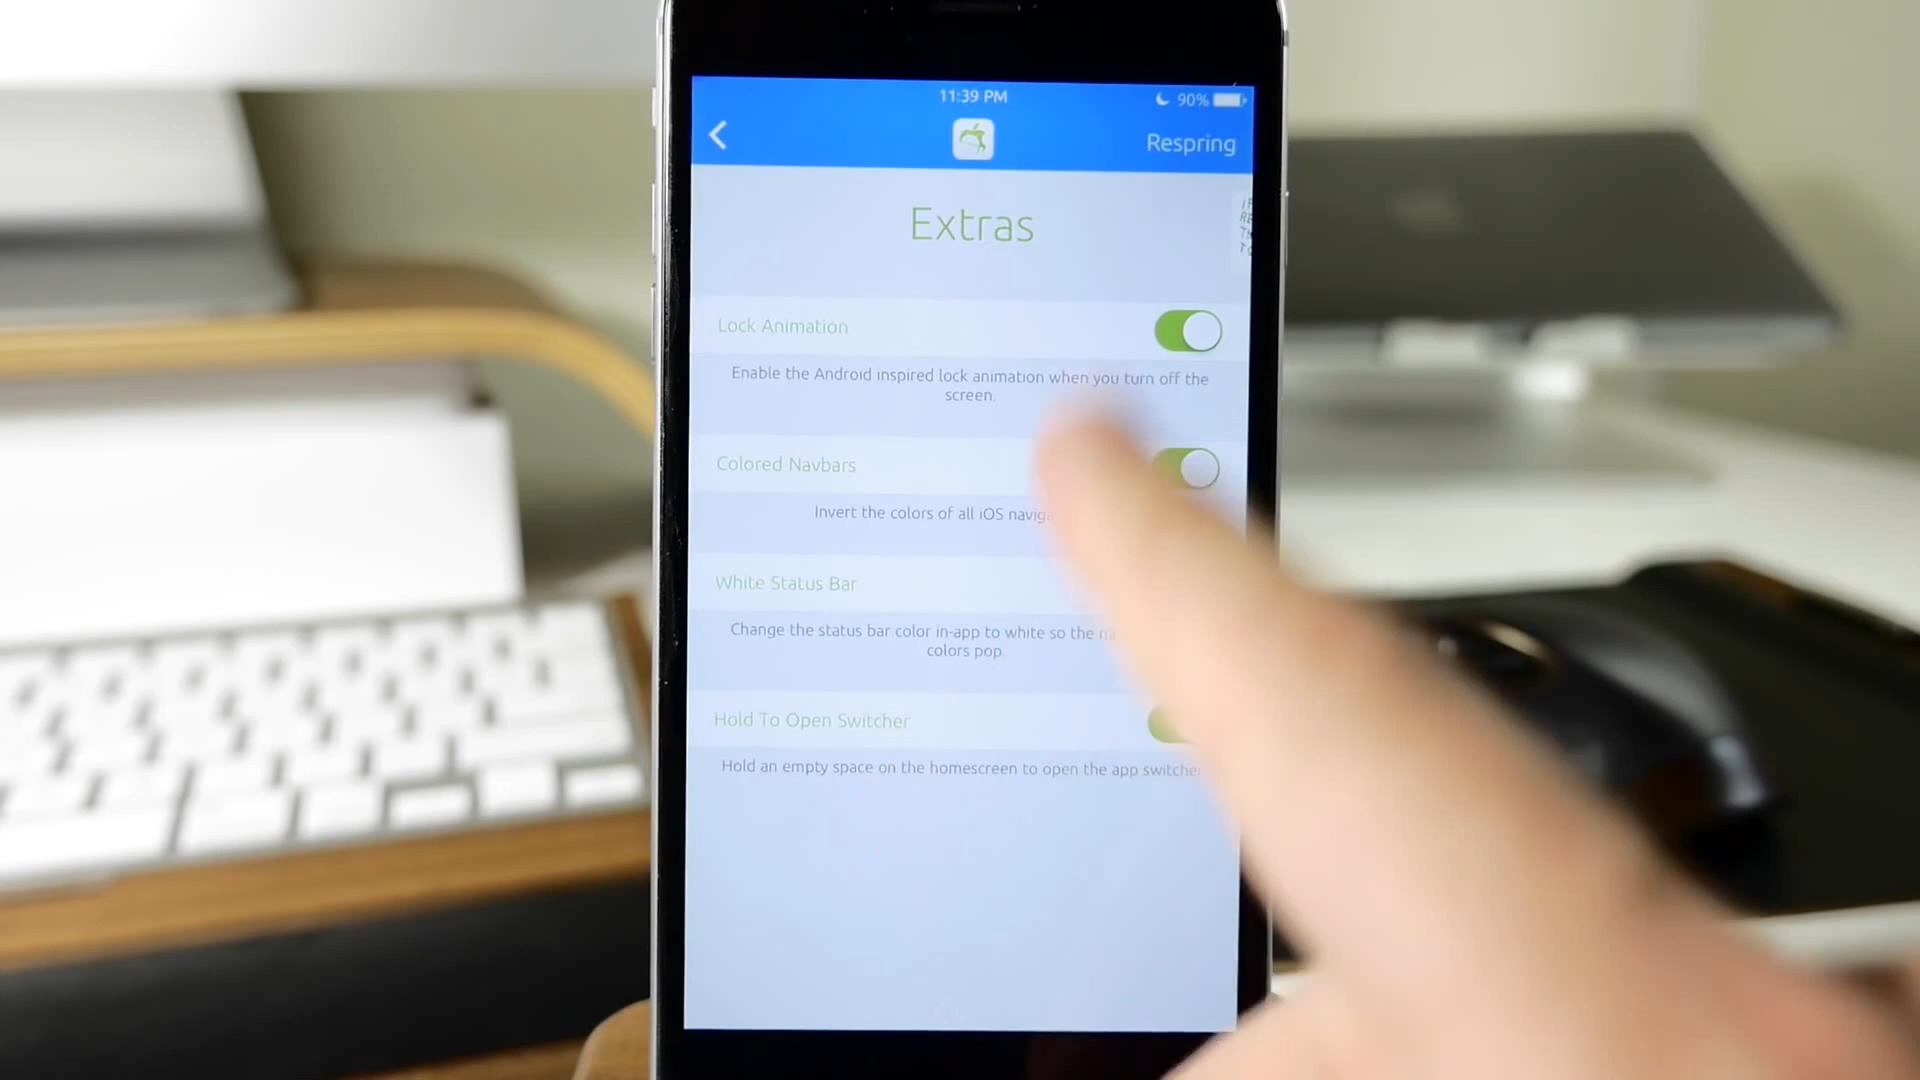 11:39 PM 90%
Respring
Extras
Lock Animation
Enable the Android inspired lock animation when you turn off the
screen.
Colored Navbars
Invert the colors of all iOS
White Status Bar
Change the status bar color in-app to white so the
colors pop
Hold To Open Switcher
Hold an empty space on the homescreen to open the app switcher